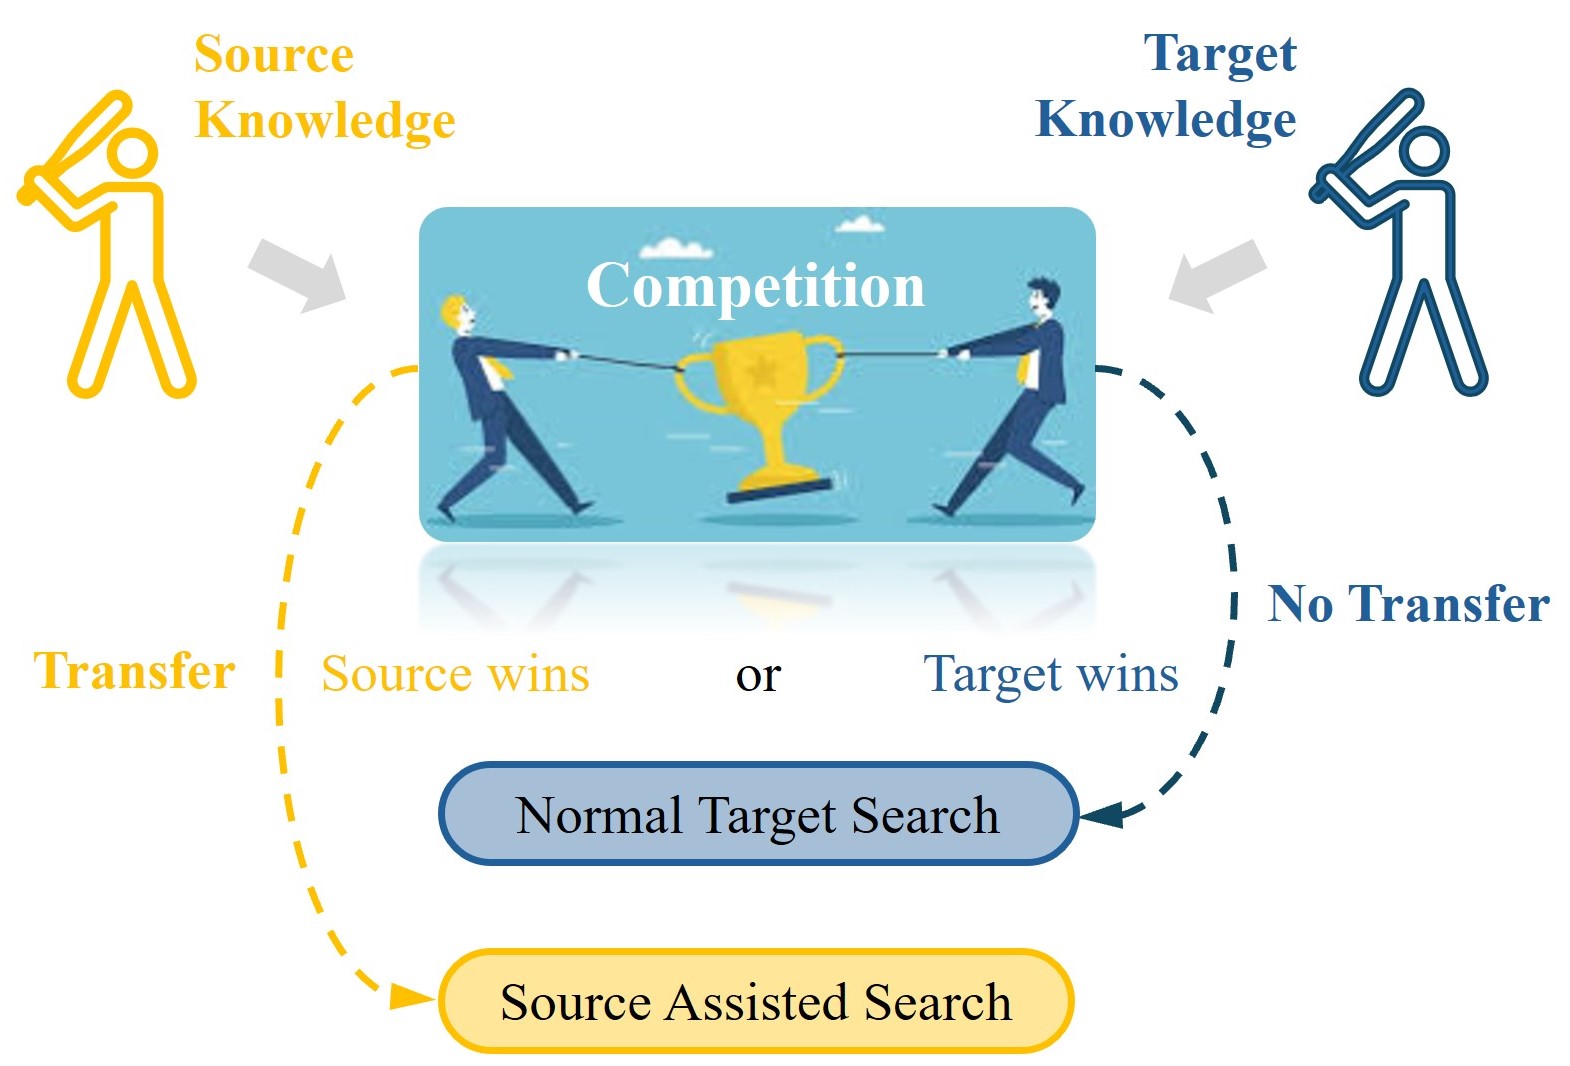 Source
Knowledge
Target
Knowledge
Competition
No Transfer
Transfer
Source wins
or
Target wins
Normal Target Search
Source Assisted Search